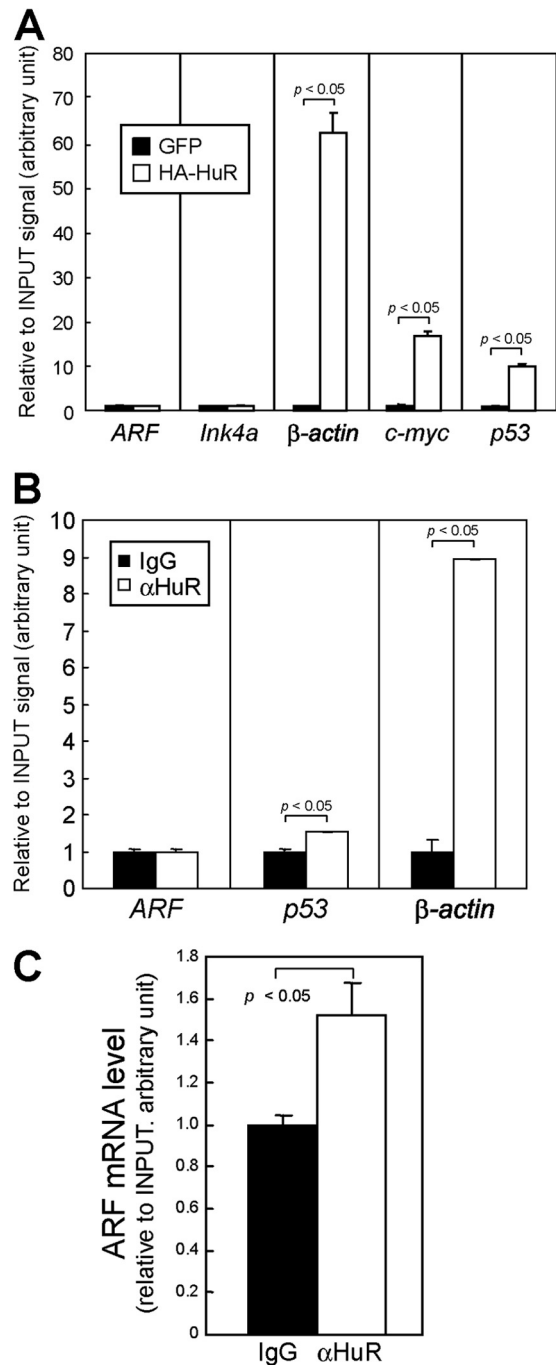 A
Relative to INPUT signal (arbitrary unit)
80
70
60
50
40
30
20
10
0
GFP
HA-HuR
p < 0.05
p < 0.05
p < 0.05
ARF Ink4a β-actin c-myc p53
B
Relative to INPUT signal (arbitrary unit)
10
9
8
7
6
5
4
3
2
1
0
IgG
αHuR
p < 0.05
p < 0.05
ARF p53 β-actin
C
ARF mRNA level
(relative to INPUT. arbitrary unit)
1.8
1.6
1.4
1.2
1.0
0.8
0.6
0.4
0.2
0
p < 0.05
IgG αHuR